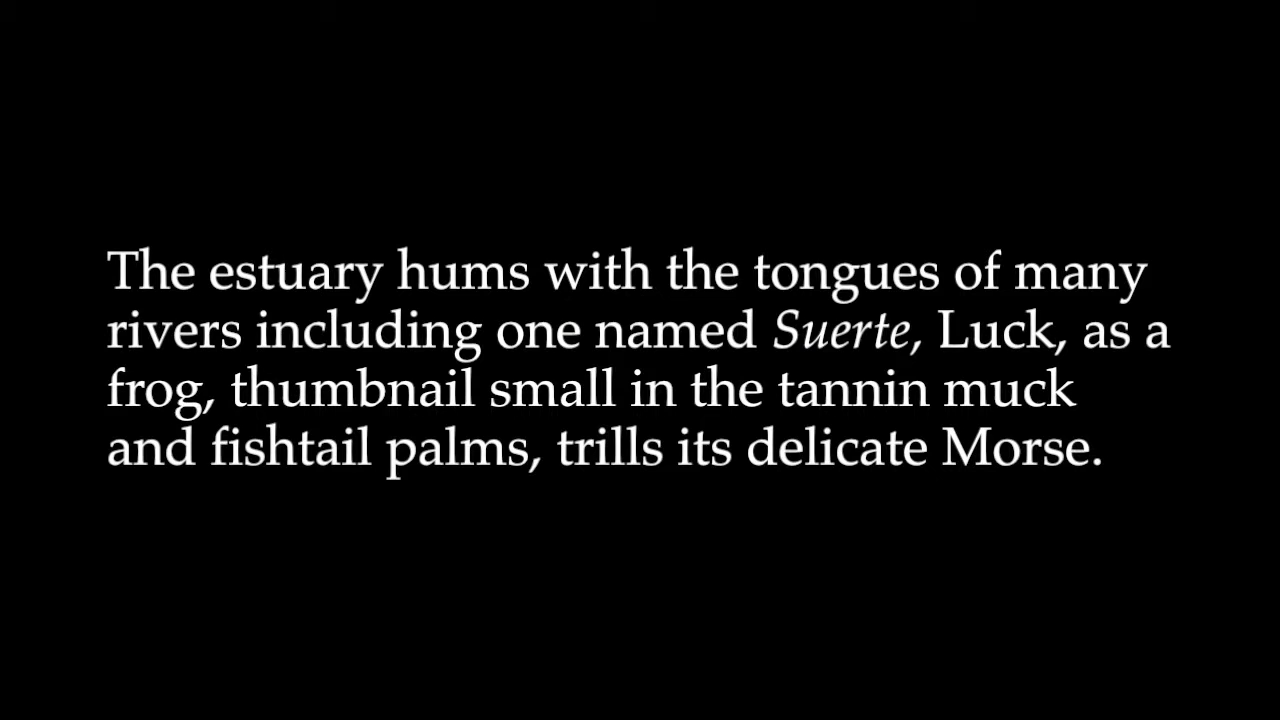 The estuary hums with the tongues of many
rivers including one named Suerte, Luck, as a
frog, thumbnail small in the tannin muck
and fishtail palms, trills its delicate Morse.